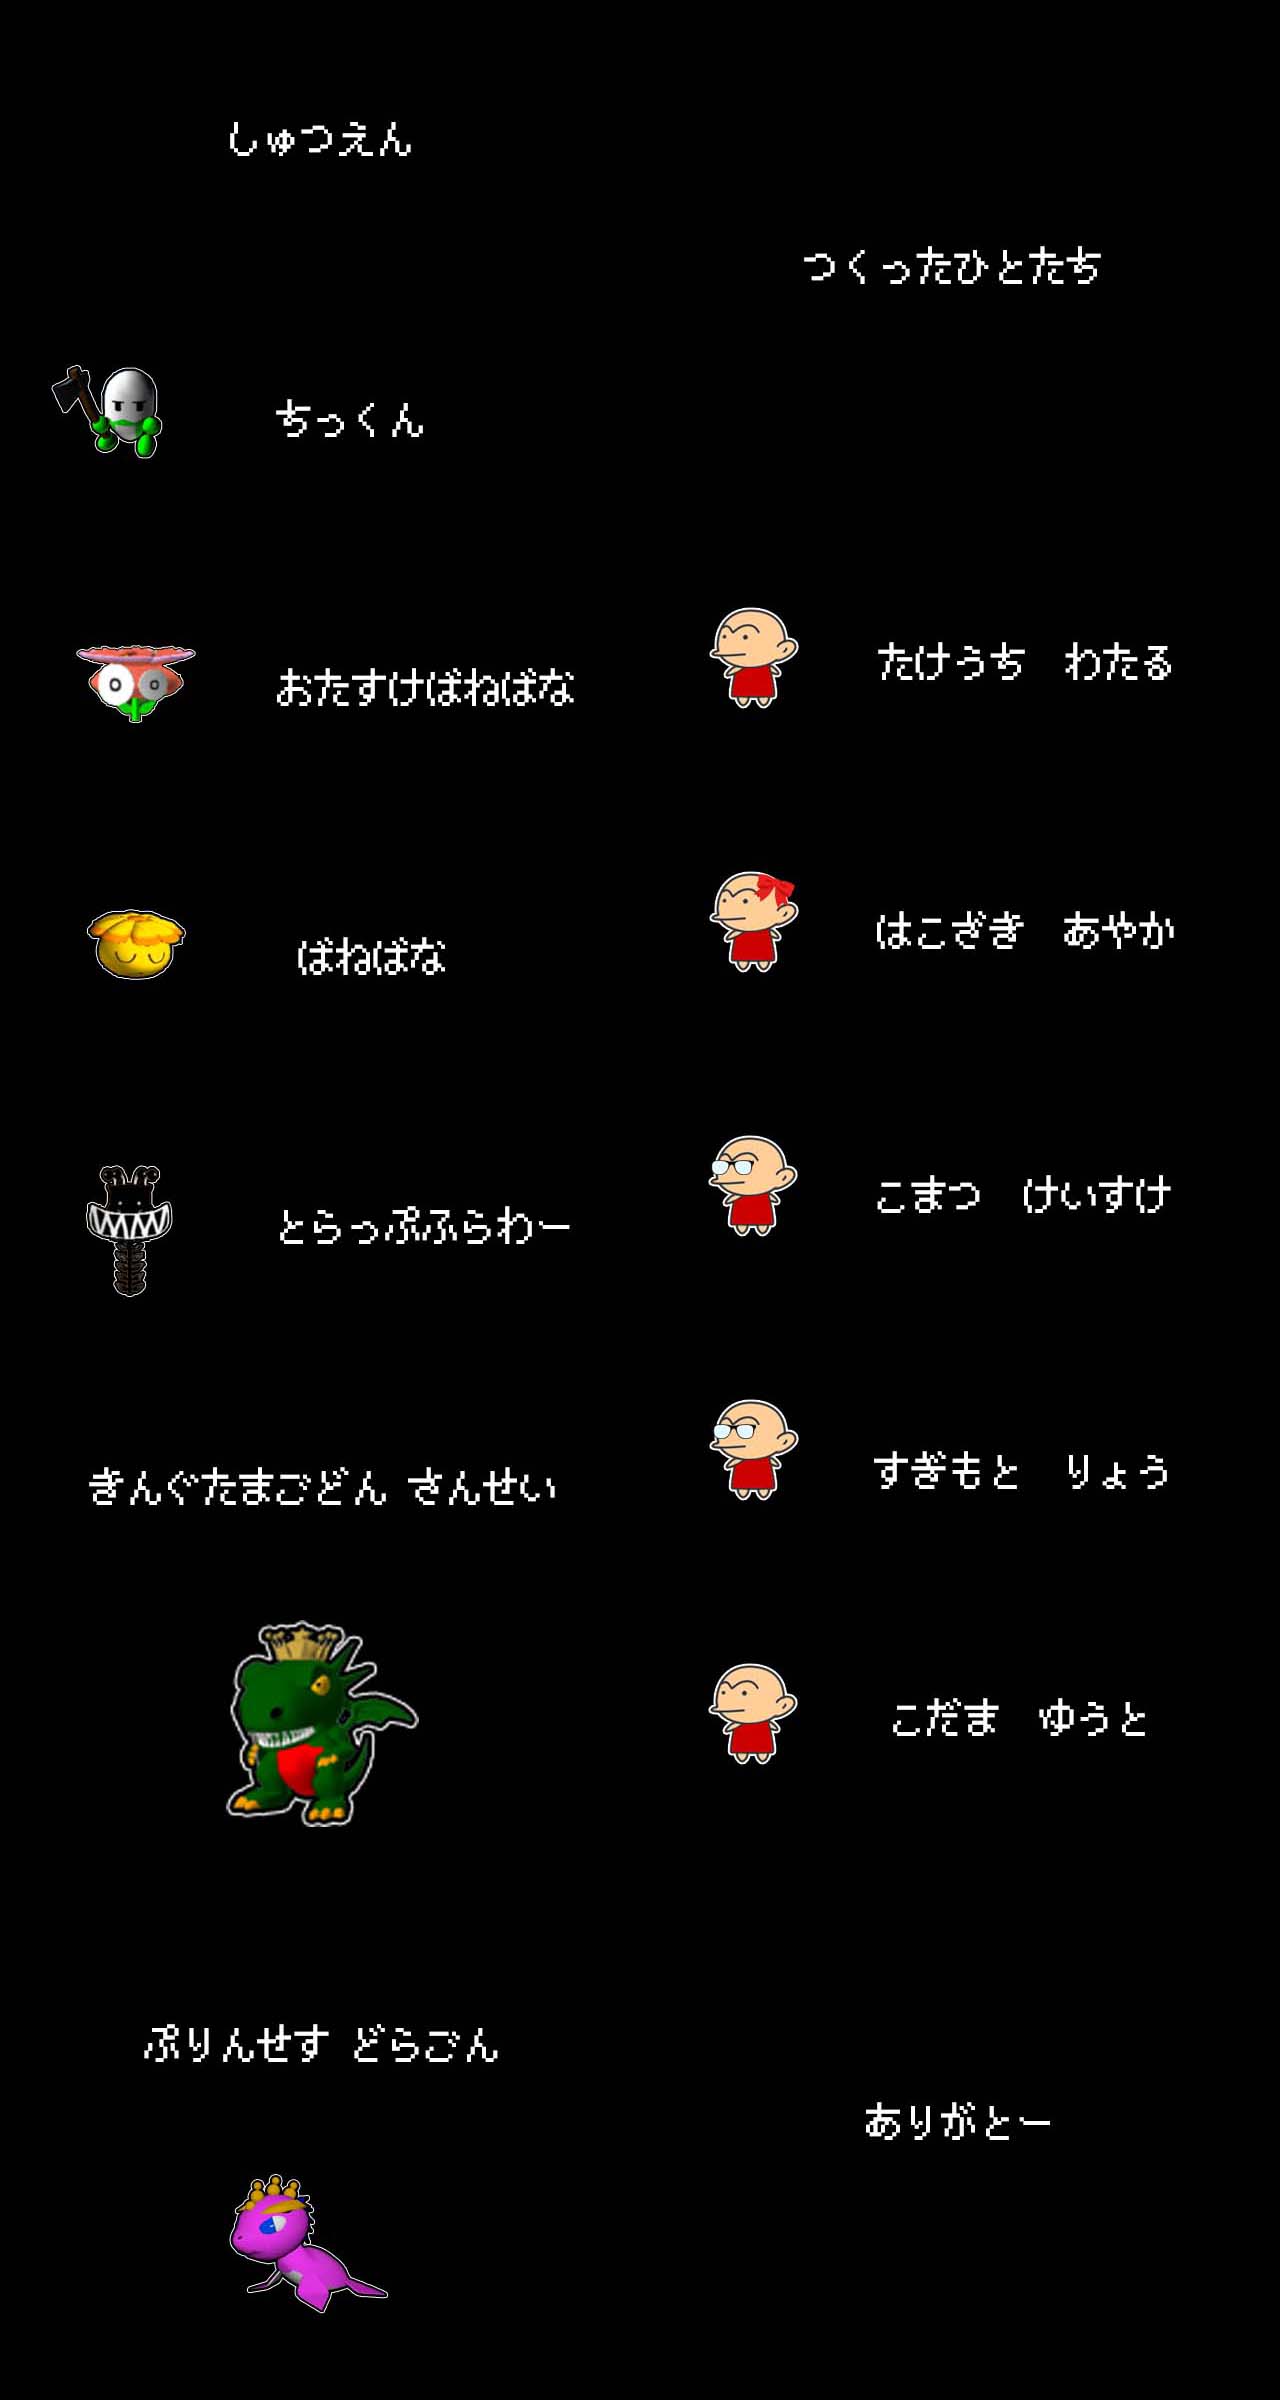 しゅつえん
ちっくん
おたすけばねばな
ばねばな
とらっぷふらわー
きんぐたまごどん さんせい
ぷりんせす どらごん
つくったひとたち
たけうち　わたる
はこざき　あやか
こまつ　けいすけ
すぎもと　りょう
こだま　ゆうと
ありがとー